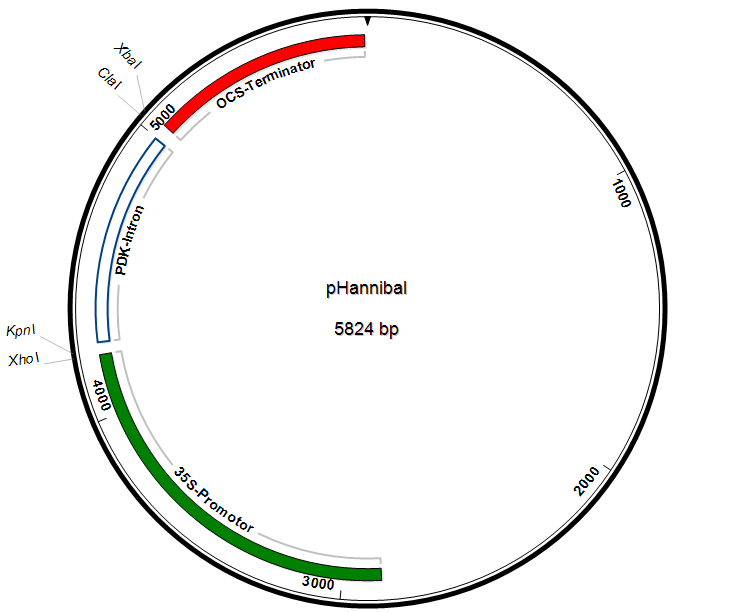 XbaI
ClaI
5000
OCS-Terminator
1000
PDK-Intron
pHannibal
5824 bp
KpnI
XhoI
4000
35S-Promotor
2000
3000